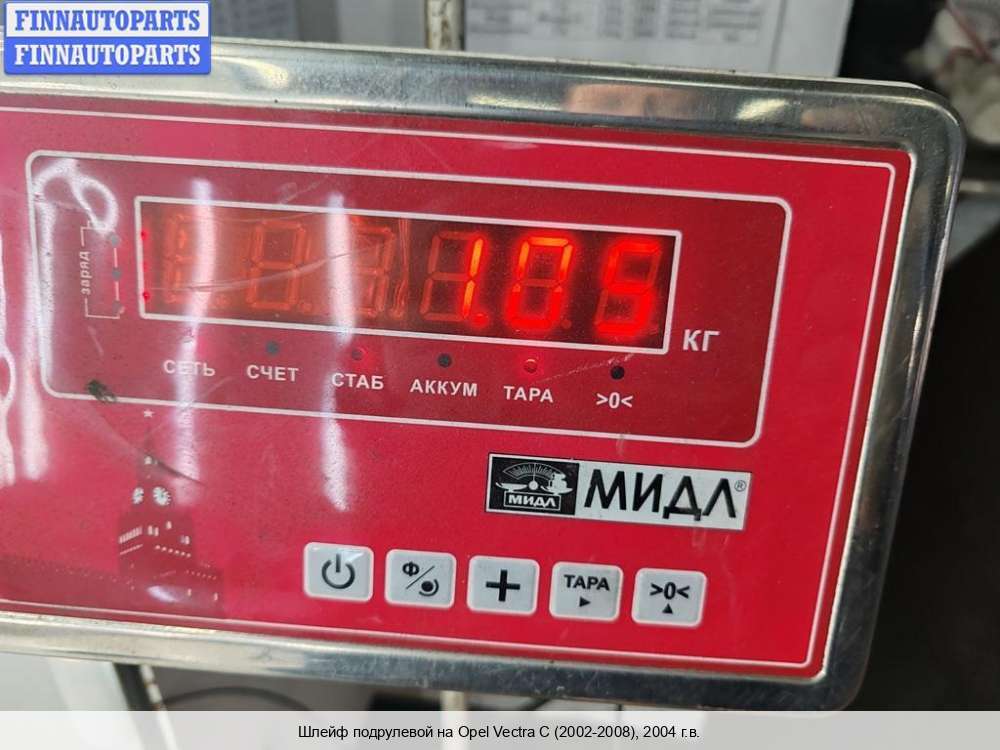 FINNAUTOPARTS
FINNAUTOPARTS
заряд
1.05
КГ
СЕТЬ СЧЕТ СТАБ АККУМ ТАРА >0<
МИДЛ МИДЛ®
Ф
ТАРА
>0<
Шлейф подрулевой на Opel Vectra C (2002-2008), 2004 г.в.